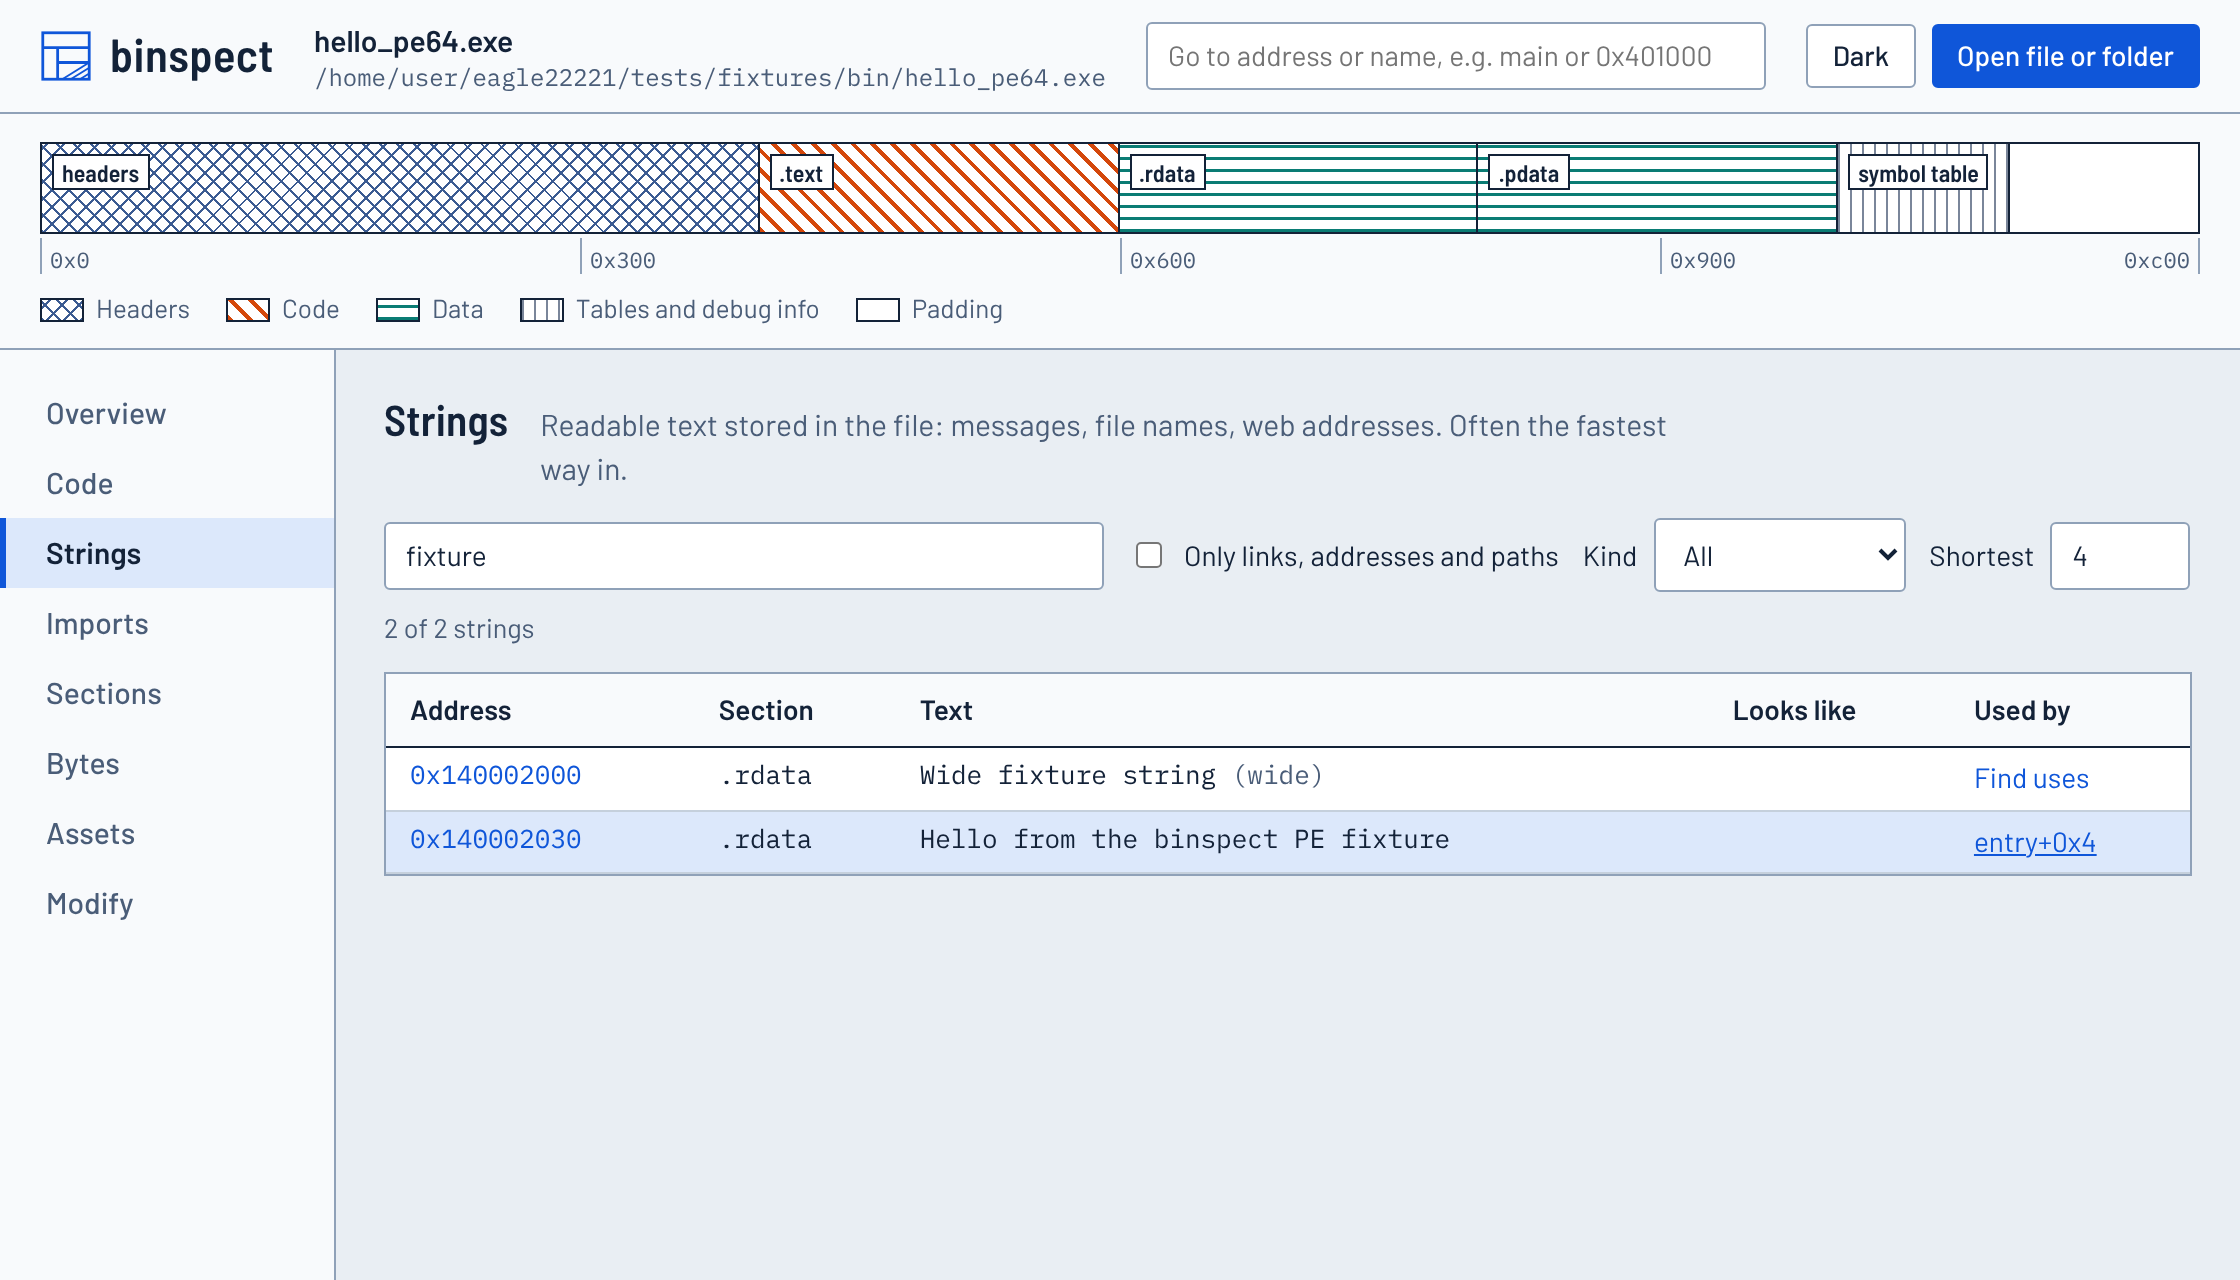 binspect
hello_pe64.exe
/home/user/eagle22221/tests/fixtures/bin/hello_pe64.exe
Go to address or name, e.g. main or 0x401000
Dark
Open file or folder
headers
.text
.rdata
.pdata
symbol table
0x0
0x300
0x600
0x900
0xc00
Headers
Code
Data
Tables and debug info
Padding
Overview
Code
Strings
Imports
Sections
Bytes
Assets
Modify
Strings
Readable text stored in the file: messages, file names, web addresses. Often the fastest
way in.
fixture
Only links, addresses and paths
Kind
All
Shortest
4
2 of 2 strings
Address Section Text Looks like Used by
0x140002000 .rdata Wide fixture string (wide) Find uses
0x140002030 .rdata Hello from the binspect PE fixture entry+0x4